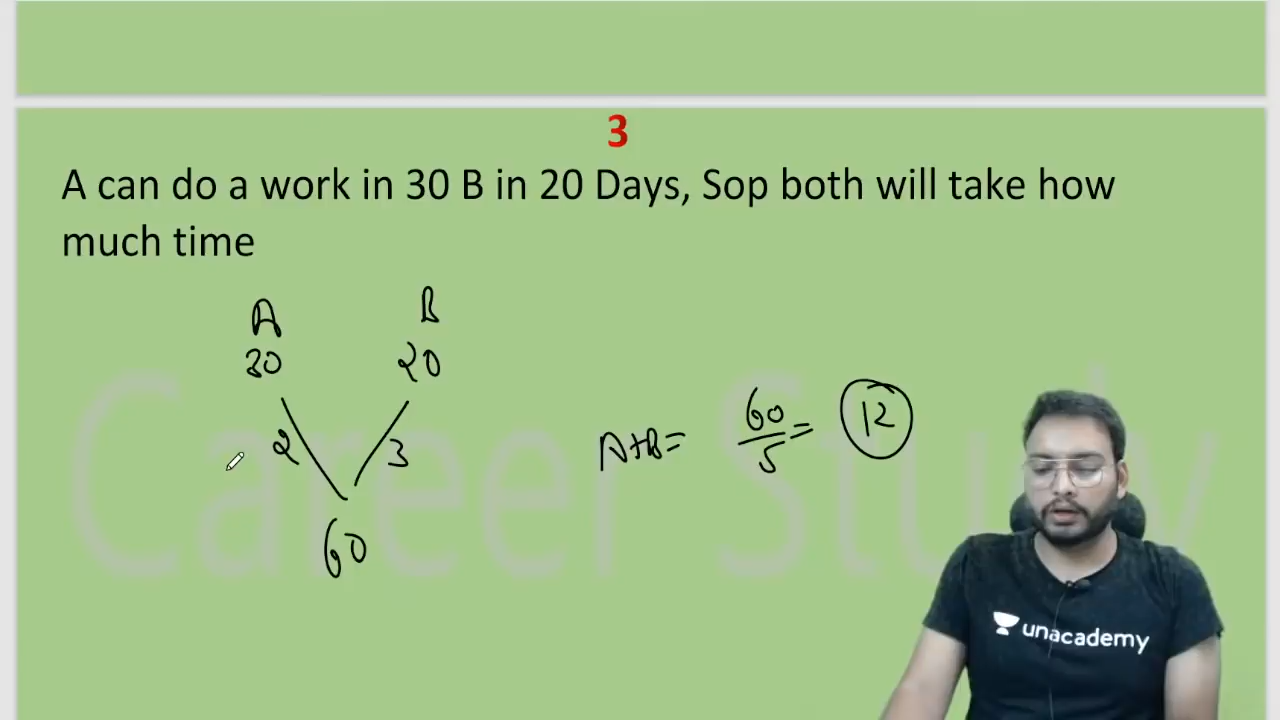 3
A can do a work in 30 B in 20 Days, Sop both will take how
much time
A B
30 20
2 3
60
A+B= 60/5 = 12
Career Study
unacademy